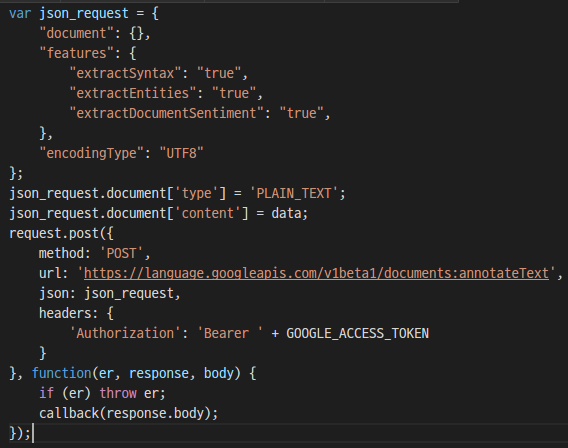 var json_request = {
    "document": {},
    "features": {
        "extractSyntax": "true",
        "extractEntities": "true",
        "extractDocumentSentiment": "true",
    },
    "encodingType": "UTF8"
};
json_request.document['type'] = 'PLAIN_TEXT';
json_request.document['content'] = data;
request.post({
    method: 'POST',
    url: 'https://language.googleapis.com/v1beta1/documents:annotateText',
    json: json_request,
    headers: {
        'Authorization': 'Bearer ' + GOOGLE_ACCESS_TOKEN
    }
}, function(er, response, body) {
    if (er) throw er;
    callback(response.body);
});